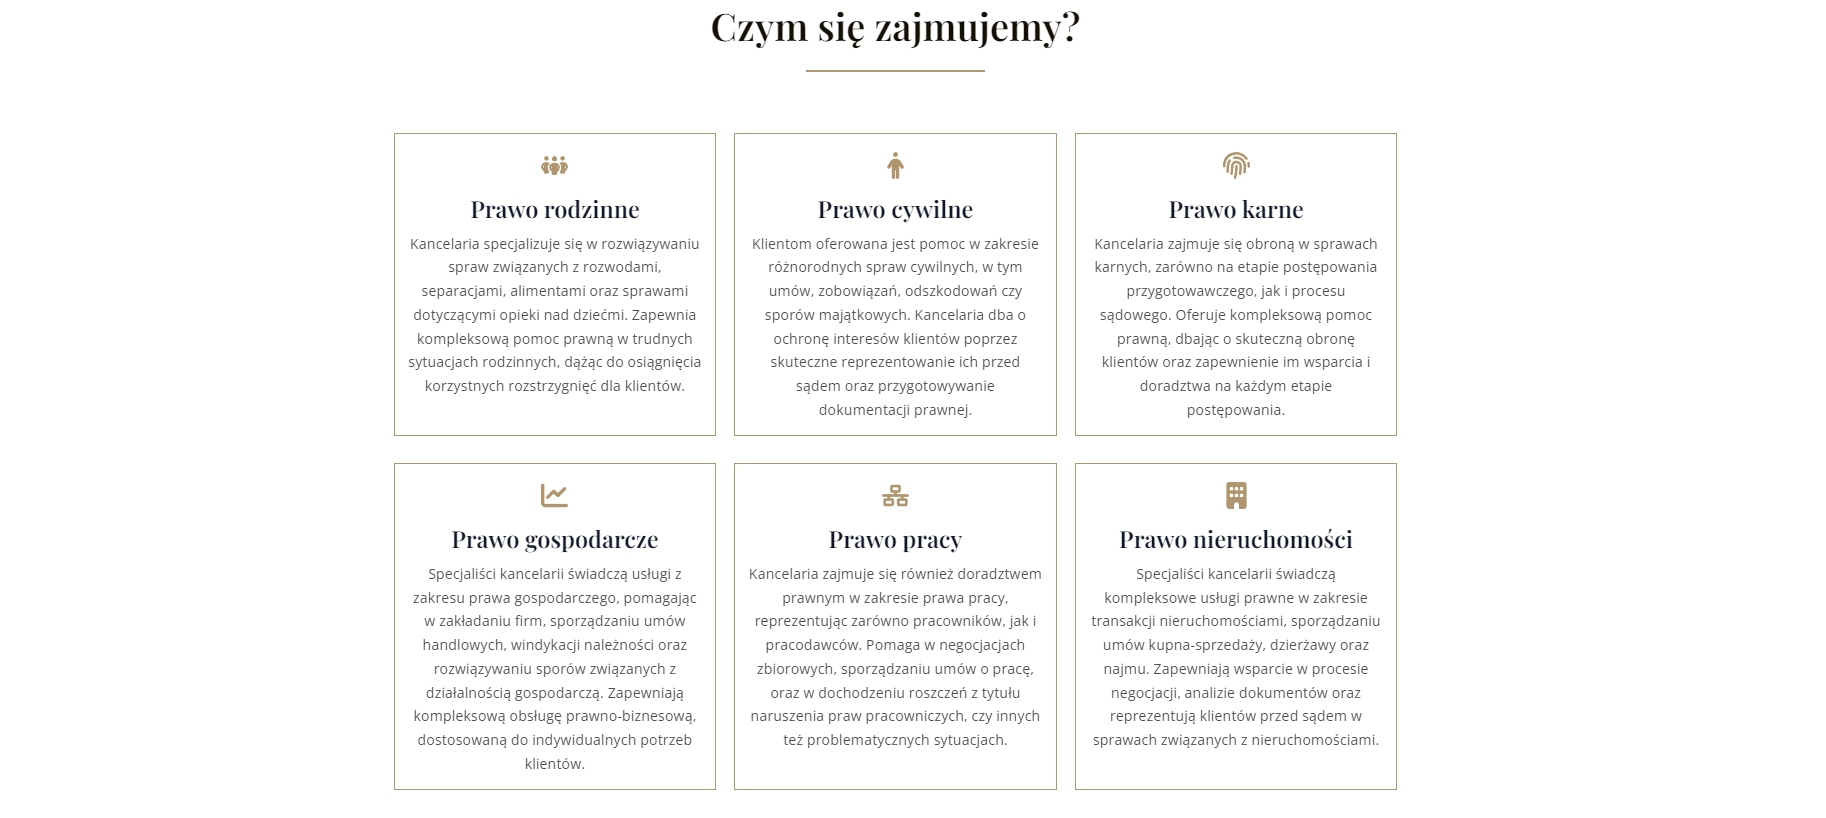 Czym się zajmujemy?
Prawo rodzinne
Kancelaria specjalizuje się w rozwiązywaniu
spraw związanych z rozwodami,
separacjami, alimentami oraz sprawami
dotyczącymi opieki nad dziećmi. Zapewnia
kompleksową pomoc prawną w trudnych
sytuacjach rodzinnych, dążąc do osiągnięcia
korzystnych rozstrzygnięć dla klientów.
Prawo cywilne
Klientom oferowana jest pomoc w zakresie
różnorodnych spraw cywilnych, w tym
umów, zobowiązań, odszkodowań czy
sporów majątkowych. Kancelaria dba o
ochronę interesów klientów poprzez
skuteczne reprezentowanie ich przed
sądem oraz przygotowywanie
dokumentacji prawnej.
Prawo karne
Kancelaria zajmuje się obroną w sprawach
karnych, zarówno na etapie postępowania
przygotowawczego, jak i procesu
sądowego. Oferuje kompleksową pomoc
prawną, dbając o skuteczną obronę
klientów oraz zapewnienie im wsparcia i
doradztwa na każdym etapie
postępowania.
Prawo gospodarcze
Specjaliści kancelarii świadczą usługi z
zakresu prawa gospodarczego, pomagając
w zakładaniu firm, sporządzaniu umów
handlowych, windykacji należności oraz
rozwiązywaniu sporów związanych z
działalnością gospodarczą. Zapewniają
kompleksową obsługę prawno-biznesową,
dostosowaną do indywidualnych potrzeb
klientów.
Prawo pracy
Kancelaria zajmuje się również doradztwem
prawnym w zakresie prawa pracy,
reprezentując zarówno pracowników, jak i
pracodawców. Pomaga w negocjacjach
zbiorowych, sporządzaniu umów o pracę,
oraz w dochodzeniu roszczeń z tytułu
naruszenia praw pracowniczych, czy innych
też problematycznych sytuacjach.
Prawo nieruchomości
Specjaliści kancelarii świadczą
kompleksowe usługi prawne w zakresie
transakcji nieruchomościami, sporządzaniu
umów kupna-sprzedaży, dzierżawy oraz
najmu. Zapewniają wsparcie w procesie
negocjacji, analizie dokumentów oraz
reprezentują klientów przed sądem w
sprawach związanych z nieruchomościami.